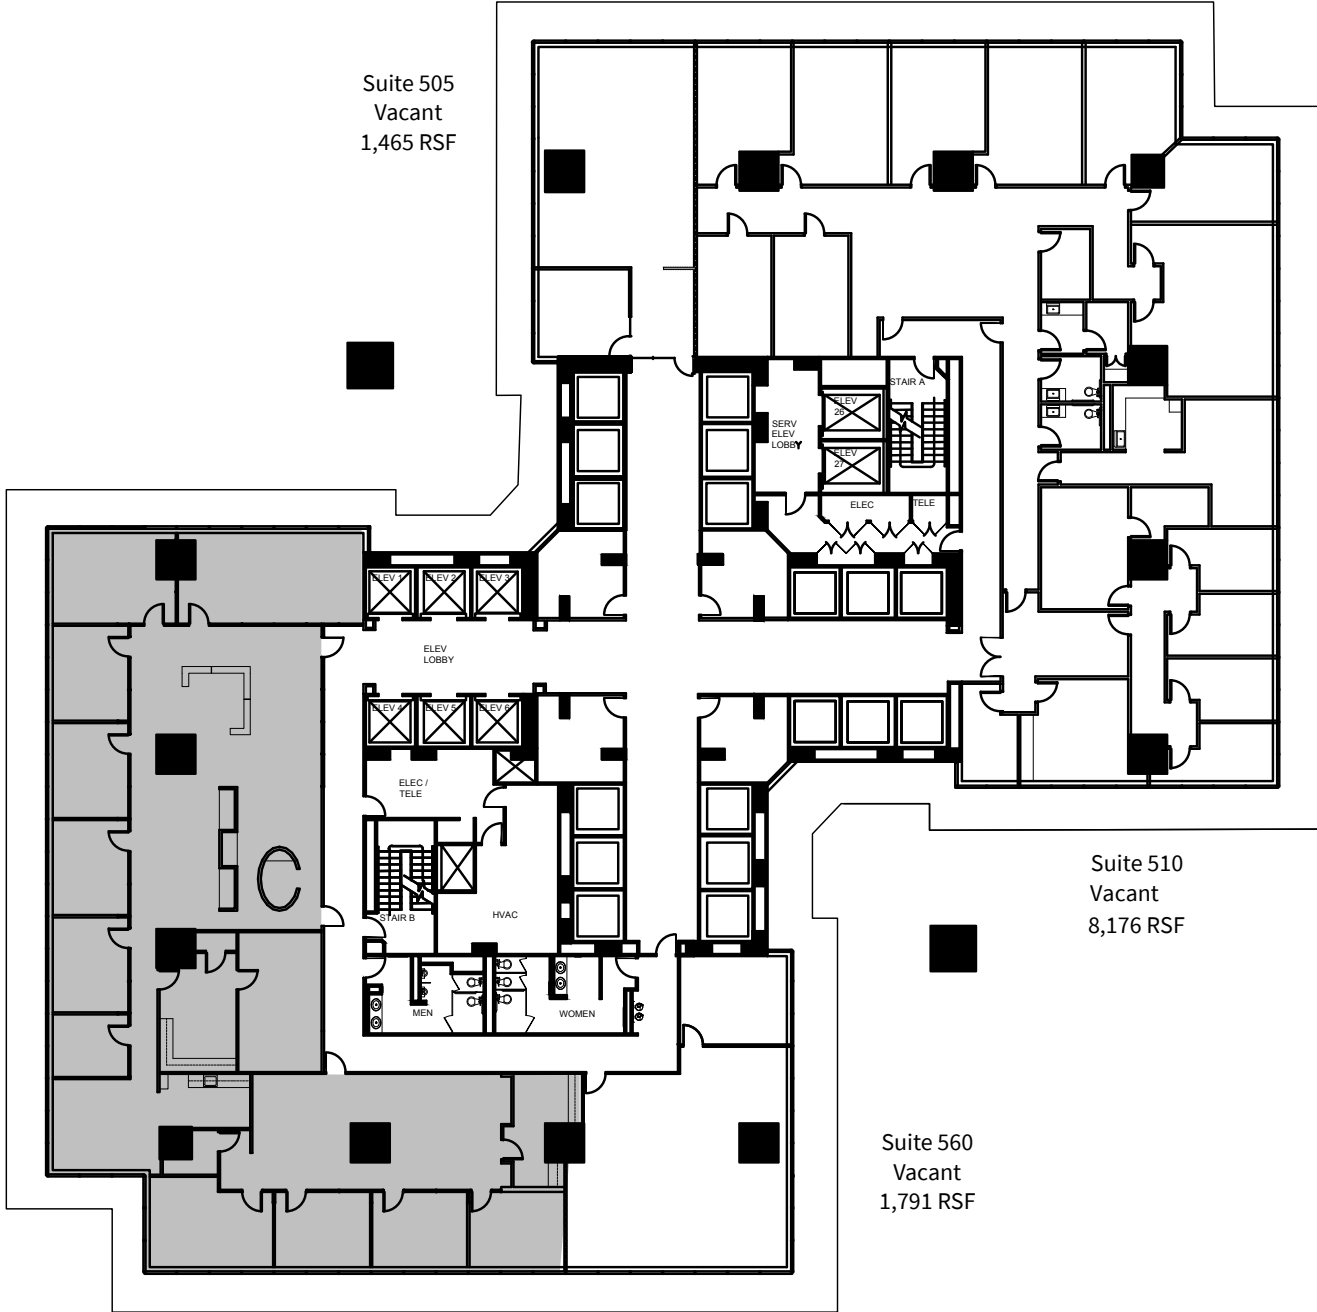 Suite 505
Vacant
1,465 RSF
STAIR A
ELEV
26
SERV
ELEV
LOBBY
ELEV
27
ELEC
TELE
ELEV 1
ELEV 2
ELEV 3
ELEV
LOBBY
ELEV 4
ELEV 5
ELEV 6
ELEC /
TELE
STAIR B
HVAC
MEN
WOMEN
Suite 510
Vacant
8,176 RSF
Suite 560
Vacant
1,791 RSF